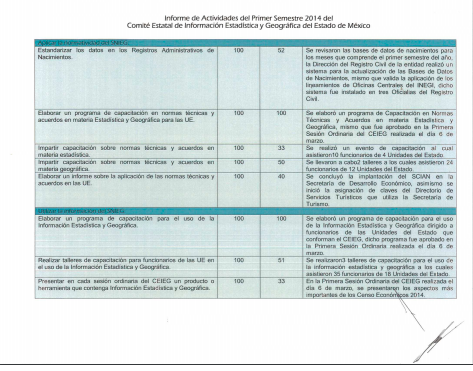 Informe de Actividades del Primer Semestre 2014 del
Comité Estatal de Información Estadística y Geográfica del Estado de México
Estandarizar los datos en los Registros Administrativos de
Nacimientos.
100
52
Se revisaron las bases de datos de nacimientos para
los meses que comprende el primer semestre del año,
la Dirección del Registro Civil de la entidad realizó un
sistema para la actualización de las Bases de Datos
de Nacimientos, mismo que valida la aplicación de los
lineamientos de Oficinas Centrales del INEGI, dicho
sistema fue instalado en tres Oficialías del Registro
Civil.
Elaborar un programa de capacitación en normas técnicas y
acuerdos en materia Estadística y Geográfica para las UE.
100
100
Se elaboró un programa de Capacitación en Normas
Técnicas y Acuerdos en materia Estadística y
Geográfica, mismo que fue aprobado en la Primera
Sesión Ordinaria del CEIEG realizada el día 6 de
marzo.
Impartir capacitación sobre normas técnicas y acuerdos en
materia estadística.
100
33
Se realizó un evento de capacitación al cual
asistieron10 funcionarios de 4 Unidades del Estado.
Impartir capacitación sobre normas técnicas y acuerdos en
materia geográfica.
100
50
Se llevaron a cabo2 talleres a los cuales asistieron 24
funcionarios de 12 Unidades del Estado.
Elaborar un informe sobre la aplicación de las normas técnicas y
acuerdos en las UE.
100
40
Se concluyó la implantación del SCIAN en la
Secretaría de Desarrollo Económico, asimismo se
inició la asignación de claves del Directorio de
Servicios Turísticos que utiliza la Secretaría de
Turismo.
Elaborar un programa de capacitación para el uso de la
Información Estadística y Geográfica.
100
100
Se elaboró un programa de capacitación para el uso
de la Información Estadística y Geográfica dirigido a
funcionarios de las Unidades del Estado que
conforman el CEIEG, dicho programa fue aprobado en
la Primera Sesión Ordinaria realizada el día 6 de
marzo.
Realizar talleres de capacitación para funcionarios de las UE en
el uso de la Información Estadística y Geográfica.
100
51
Se realizaron3 talleres de capacitación para el uso de
la información estadística y geográfica a los cuales
asistieron 35 funcionarios de 18 Unidades del Estado.
Presentar en cada sesión ordinaria del CEIEG un producto o
herramienta que contenga Información Estadística y Geográfica.
100
33
En la Primera Sesión Ordinaria del CEIEG realizada el
día 6 de marzo, se presentaron los aspectos más
importantes de los Censo Económicos 2014.